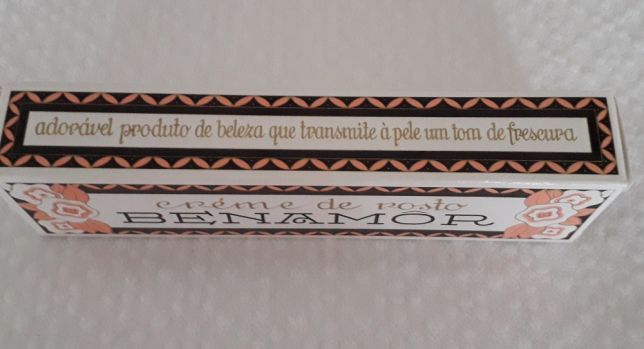 adorável produto de beleza que transmite à pele um tom de frescura
créme de rosto
BENAMÔR